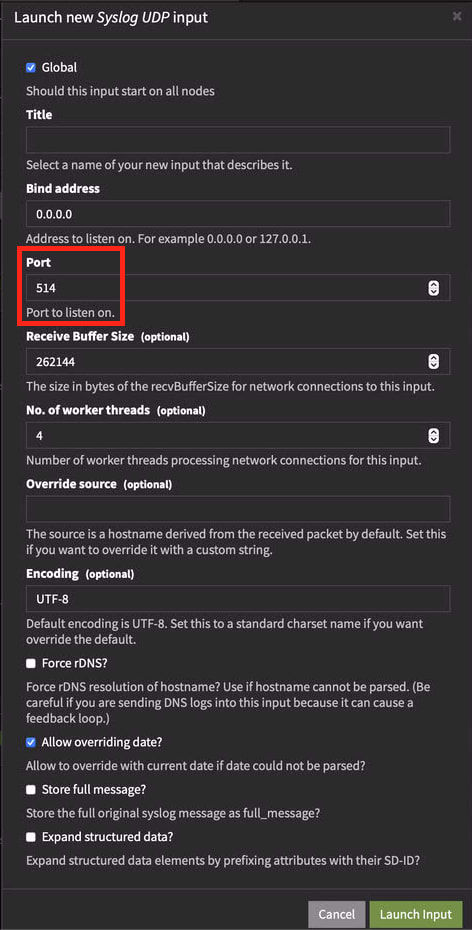 Launch new Syslog UDP input
Global
Should this input start on all nodes
Title
Select a name of your new input that describes it.
Bind address
0.0.0.0
Address to listen on. For example 0.0.0.0 or 127.0.0.1.
Port
514
Port to listen on.
Receive Buffer Size (optional)
262144
The size in bytes of the recvBufferSize for network connections to this input.
No. of worker threads (optional)
4
Number of worker threads processing network connections for this input.
Override source (optional)
The source is a hostname derived from the received packet by default. Set this
if you want to override it with a custom string.
Encoding (optional)
UTF-8
Default encoding is UTF-8. Set this to a standard charset name if you want
override the default.
Force rDNS?
Force rDNS resolution of hostname? Use if hostname cannot be parsed. (Be
careful if you are sending DNS logs into this input because it can cause a
feedback loop.)
Allow overriding date?
Allow to override with current date if date could not be parsed?
Store full message?
Store the full original syslog message as full_message?
Expand structured data?
Expand structured data elements by prefixing attributes with their SD-ID?
Cancel Launch Input